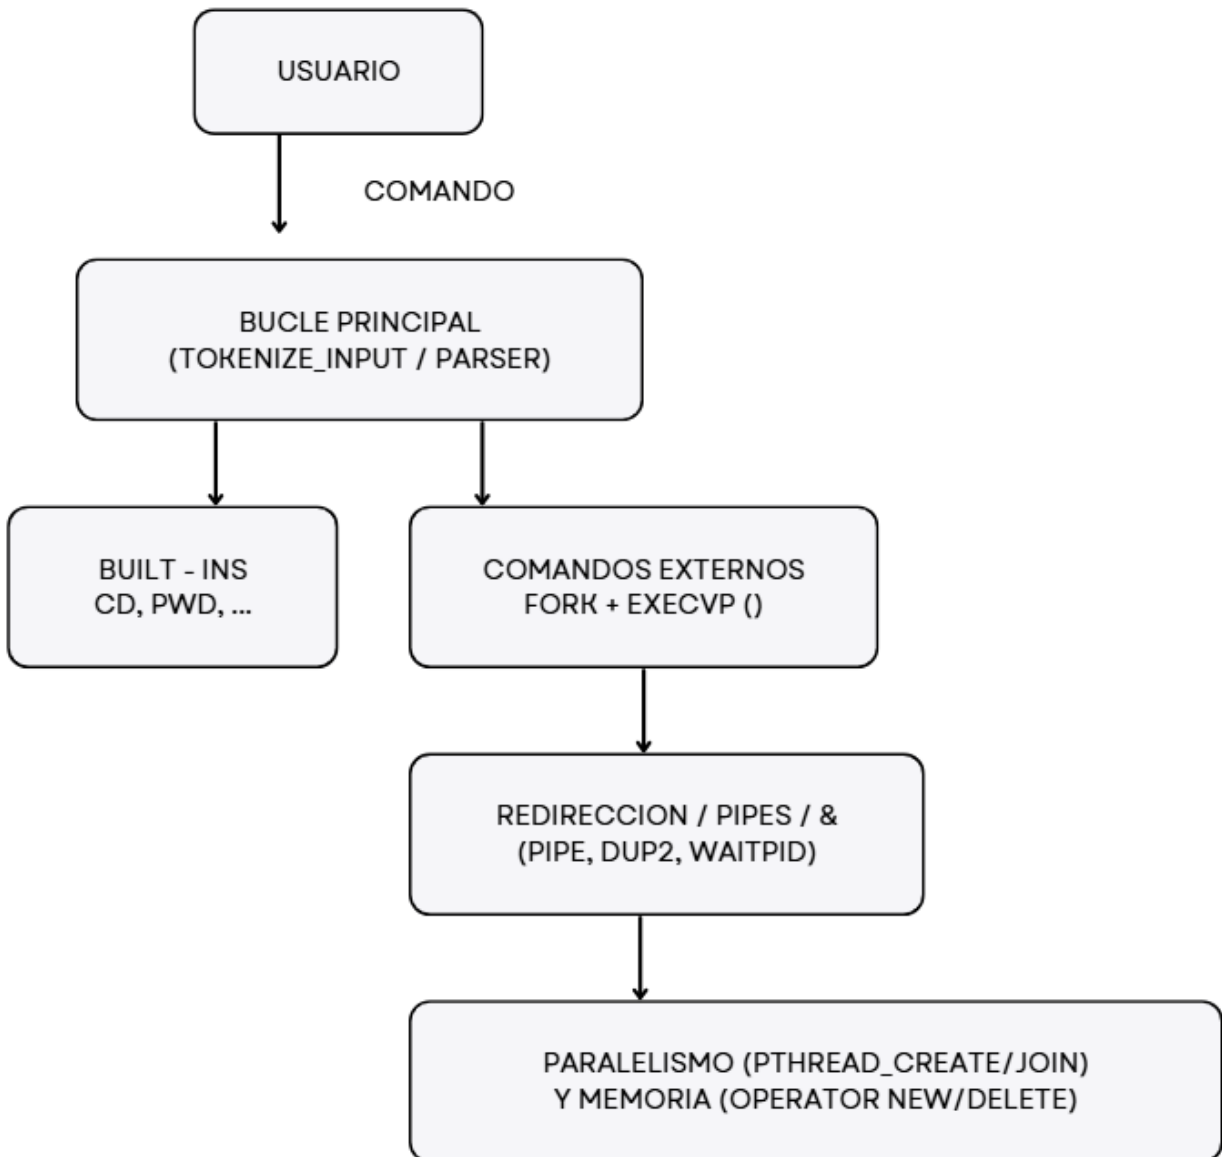 USUARIO
COMANDO
BUCLE PRINCIPAL
(TOKENIZE_INPUT / PARSER)
BUILT - INS
CD, PWD, ...
COMANDOS EXTERNOS
FORK + EXECVP ()
REDIRECCION / PIPES / &
(PIPE, DUP2, WAITPID)
PARALELISMO (PTHREAD_CREATE/JOIN)
Y MEMORIA (OPERATOR NEW/DELETE)